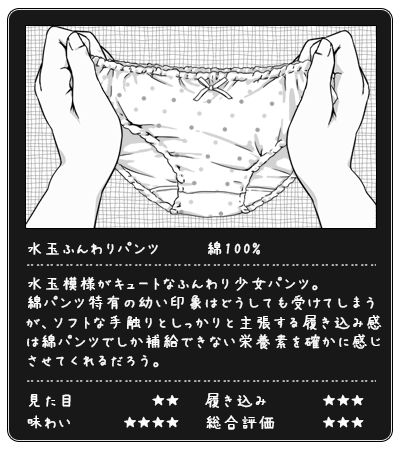 水玉ふんわりパンツ　綿100%
水玉模様がキュートなふんわり少女パンツ。
綿パンツ特有の幼い印象はどうしても受けてしまう
が、ソフトな手触りとしっかりと主張する履き込み感
は綿パンツでしか補給できない栄養素を確かに感じ
させてくれるだろう。
見た目　★★　履き込み　★★★
味わい　★★★★　総合評価　★★★